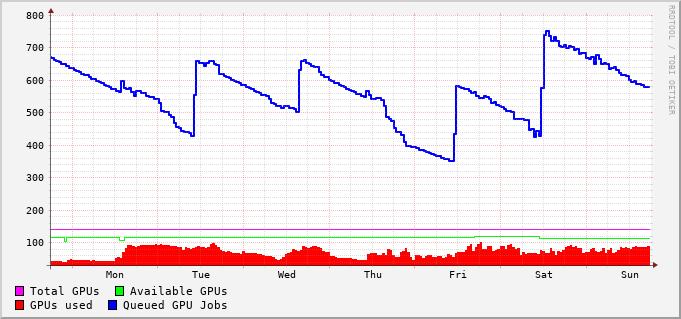 800
700
600
500
400
300
200
100
Mon Tue Wed Thu Fri Sat Sun
Total GPUs Available GPUs
GPUs used Queued GPU Jobs
RRDTOOL / TOBI OETIKER